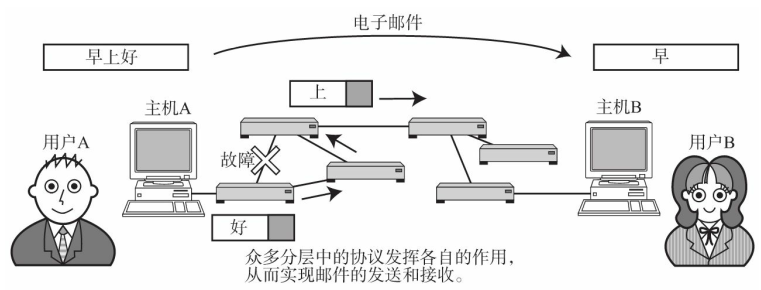 电子邮件
早上好
早
上
主机A
主机B
用户A
用户B
故障
好
众多分层中的协议发挥各自的作用，
从而实现邮件的发送和接收。